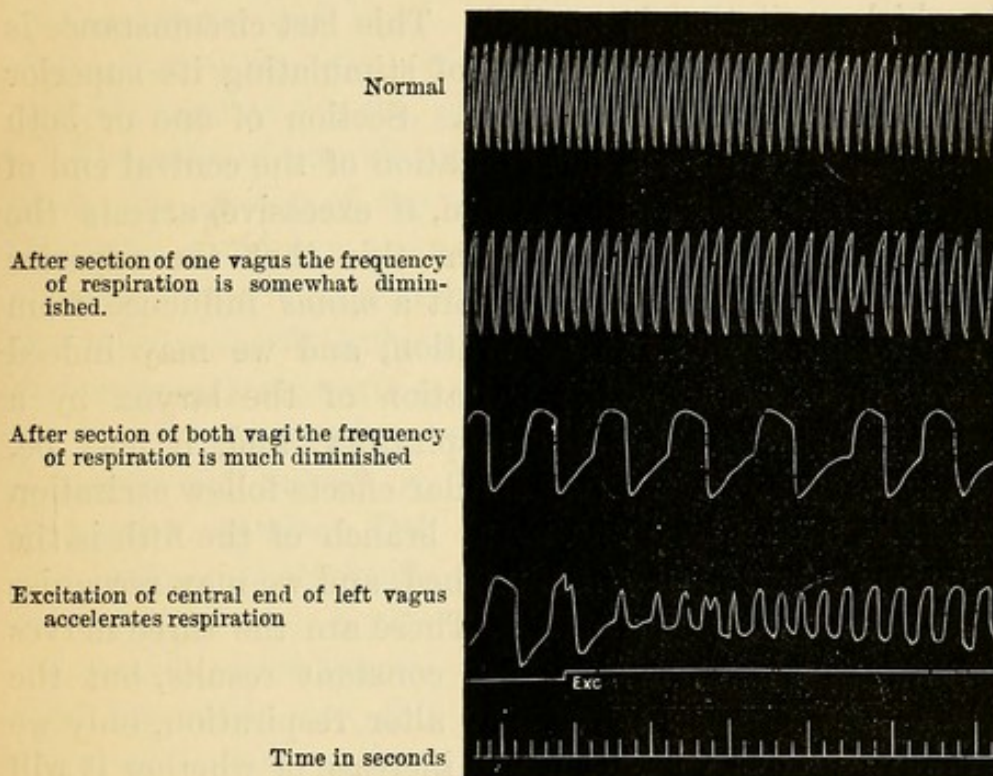 Normal
After section of one vagus the frequency
of respiration is somewhat dimin-
ished.
After section of both vagi the frequency
of respiration is much diminished
Excitation of central end of left vagus
accelerates respiration
Exc
Time in seconds